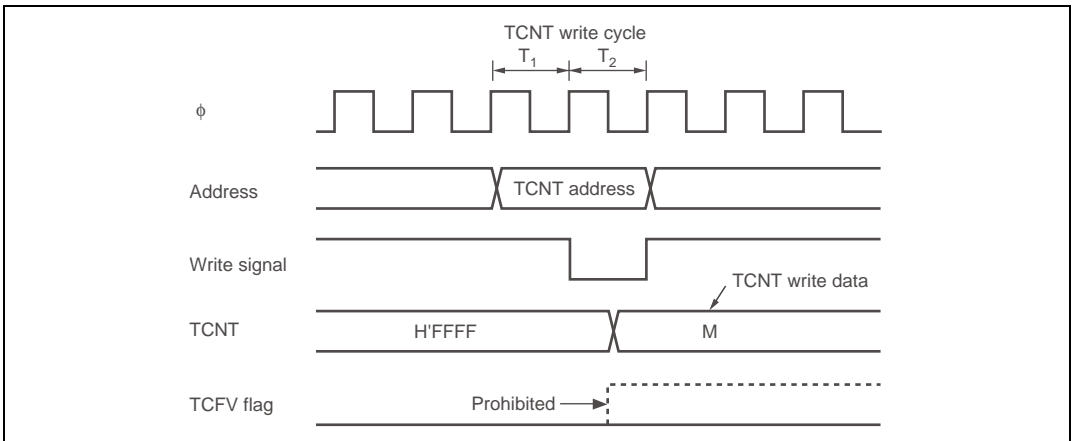 TCNT write cycle
T1 T2
ϕ
Address
TCNT address
Write signal
TCNT write data
TCNT
H'FFFF
M
TCFV flag
Prohibited